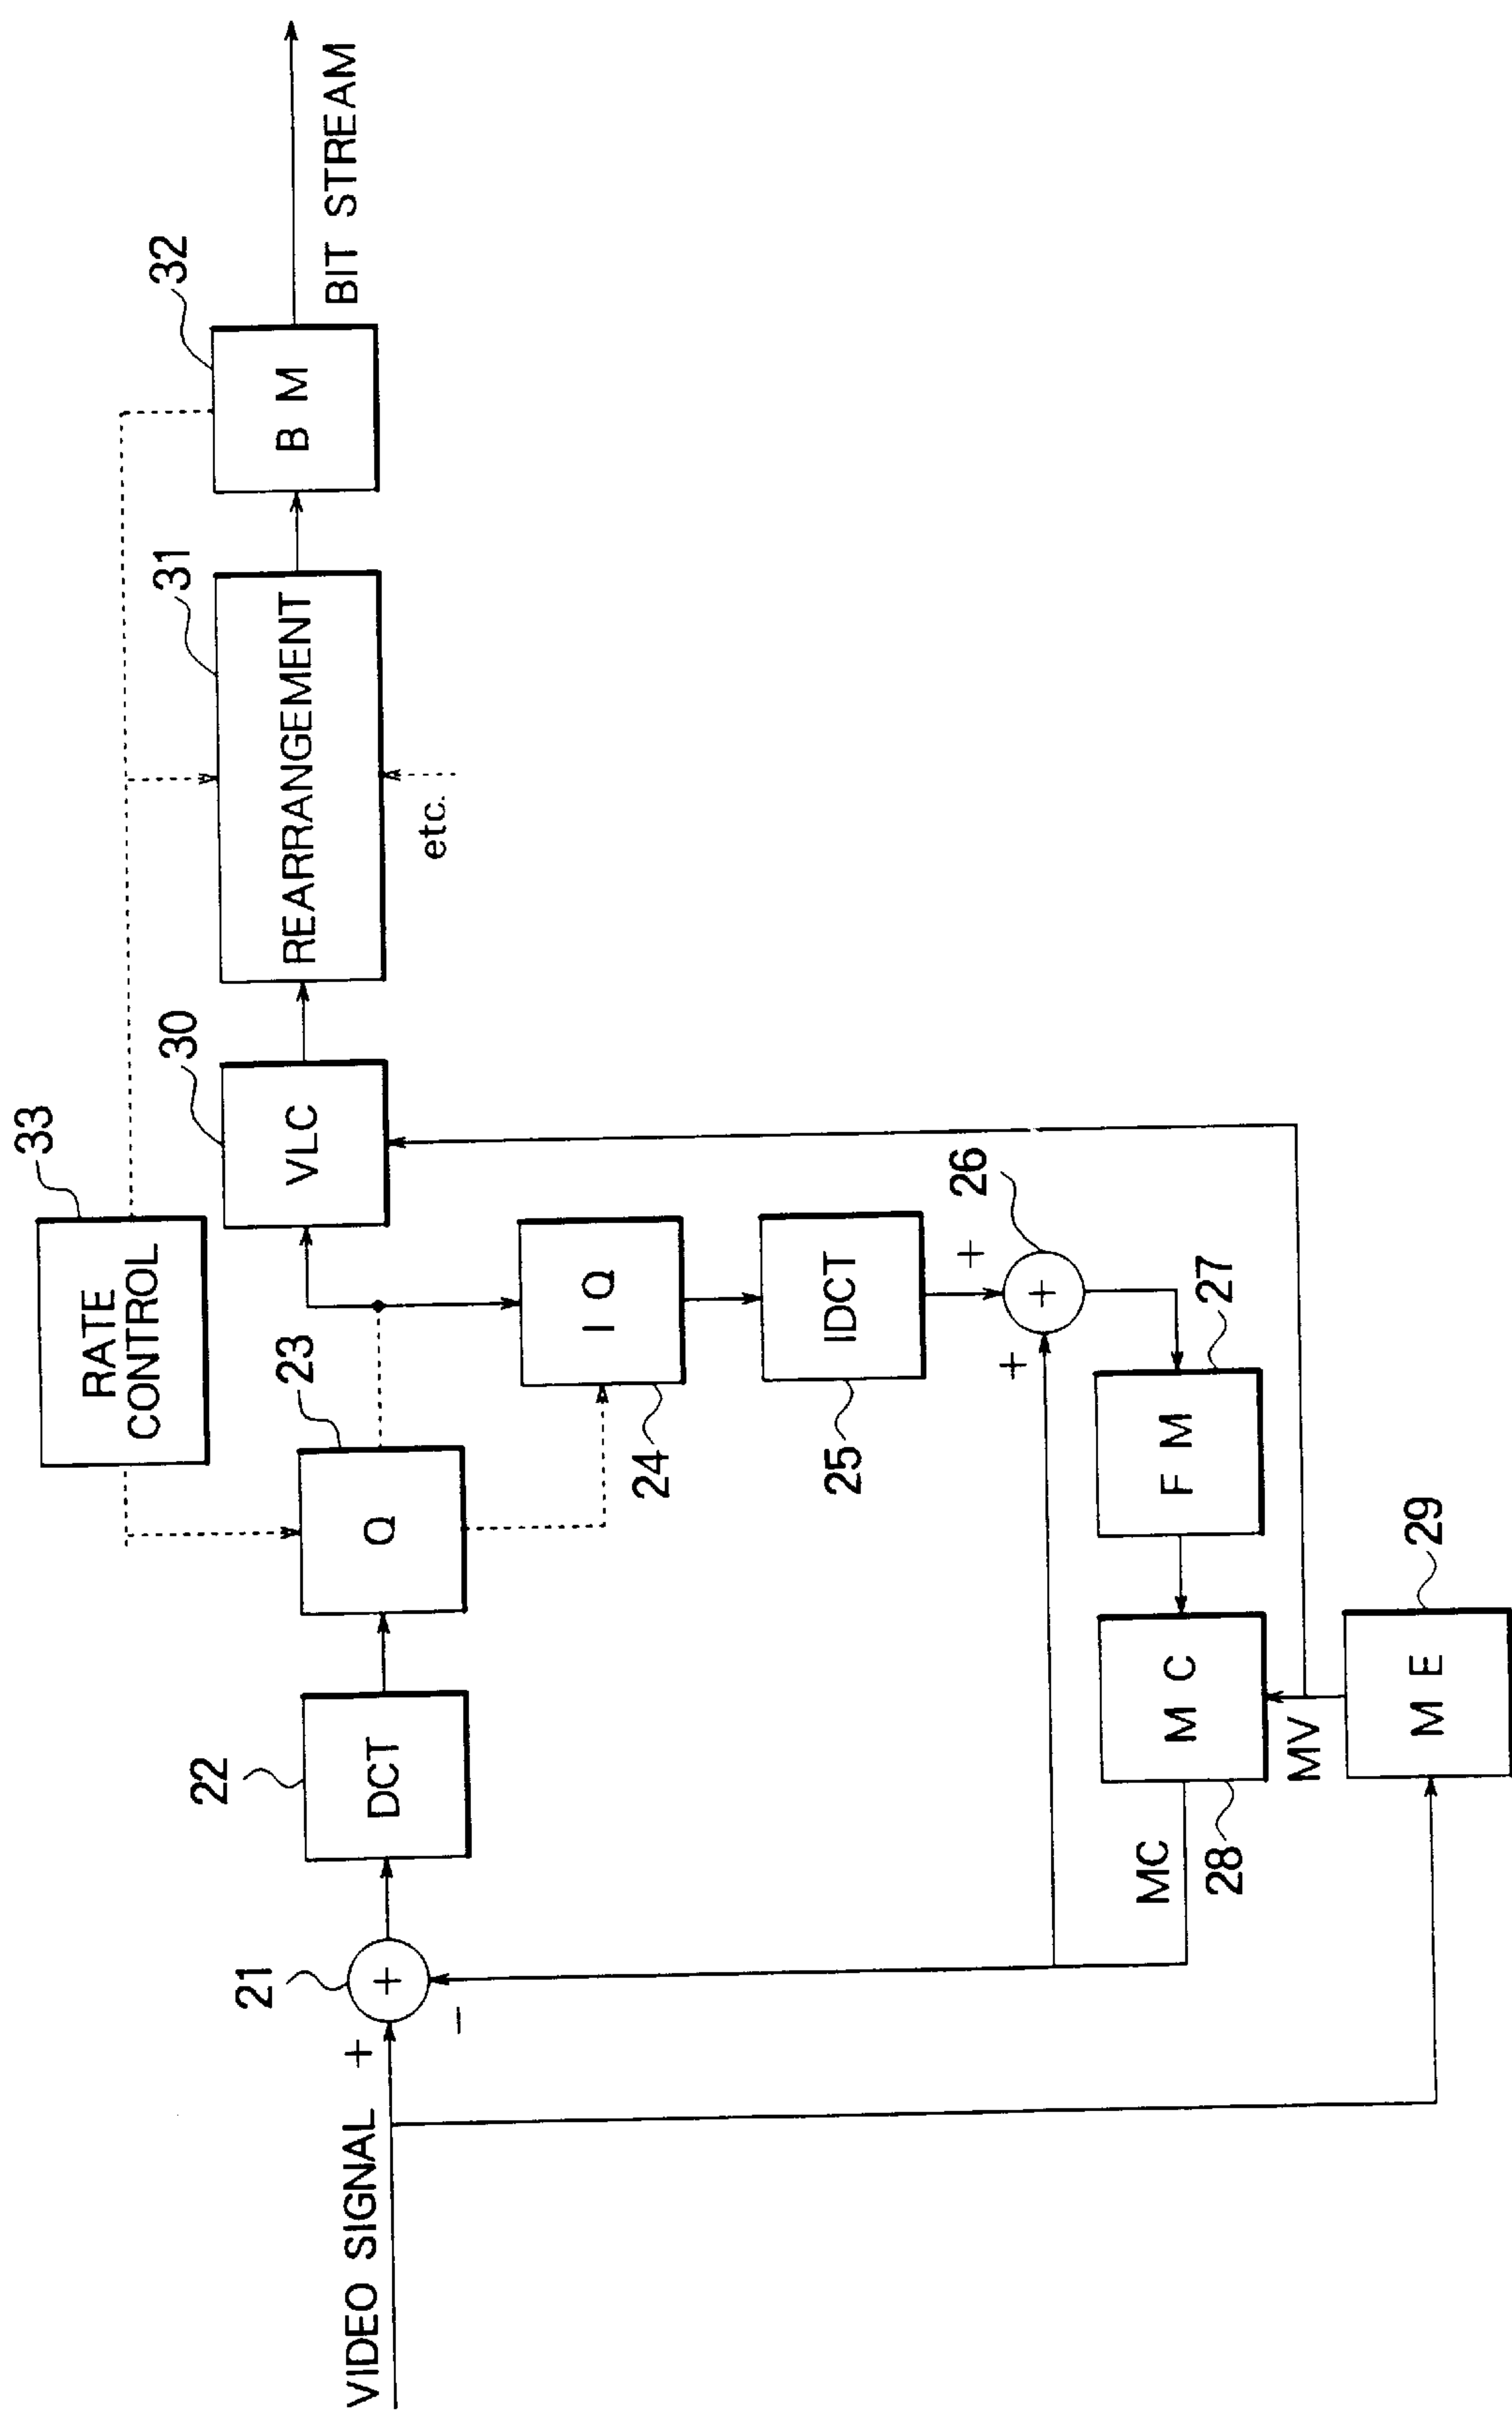 33
RATE
CONTROL
32
31
30
23
22
21
VIDEO SIGNAL
+
+
−
DCT
Q
VLC
REARRANGEMENT
B M
BIT STREAM
etc.
I Q
24
IDCT
25
+
+
+
26
F M
27
M C
28
MC
MV
M E
29